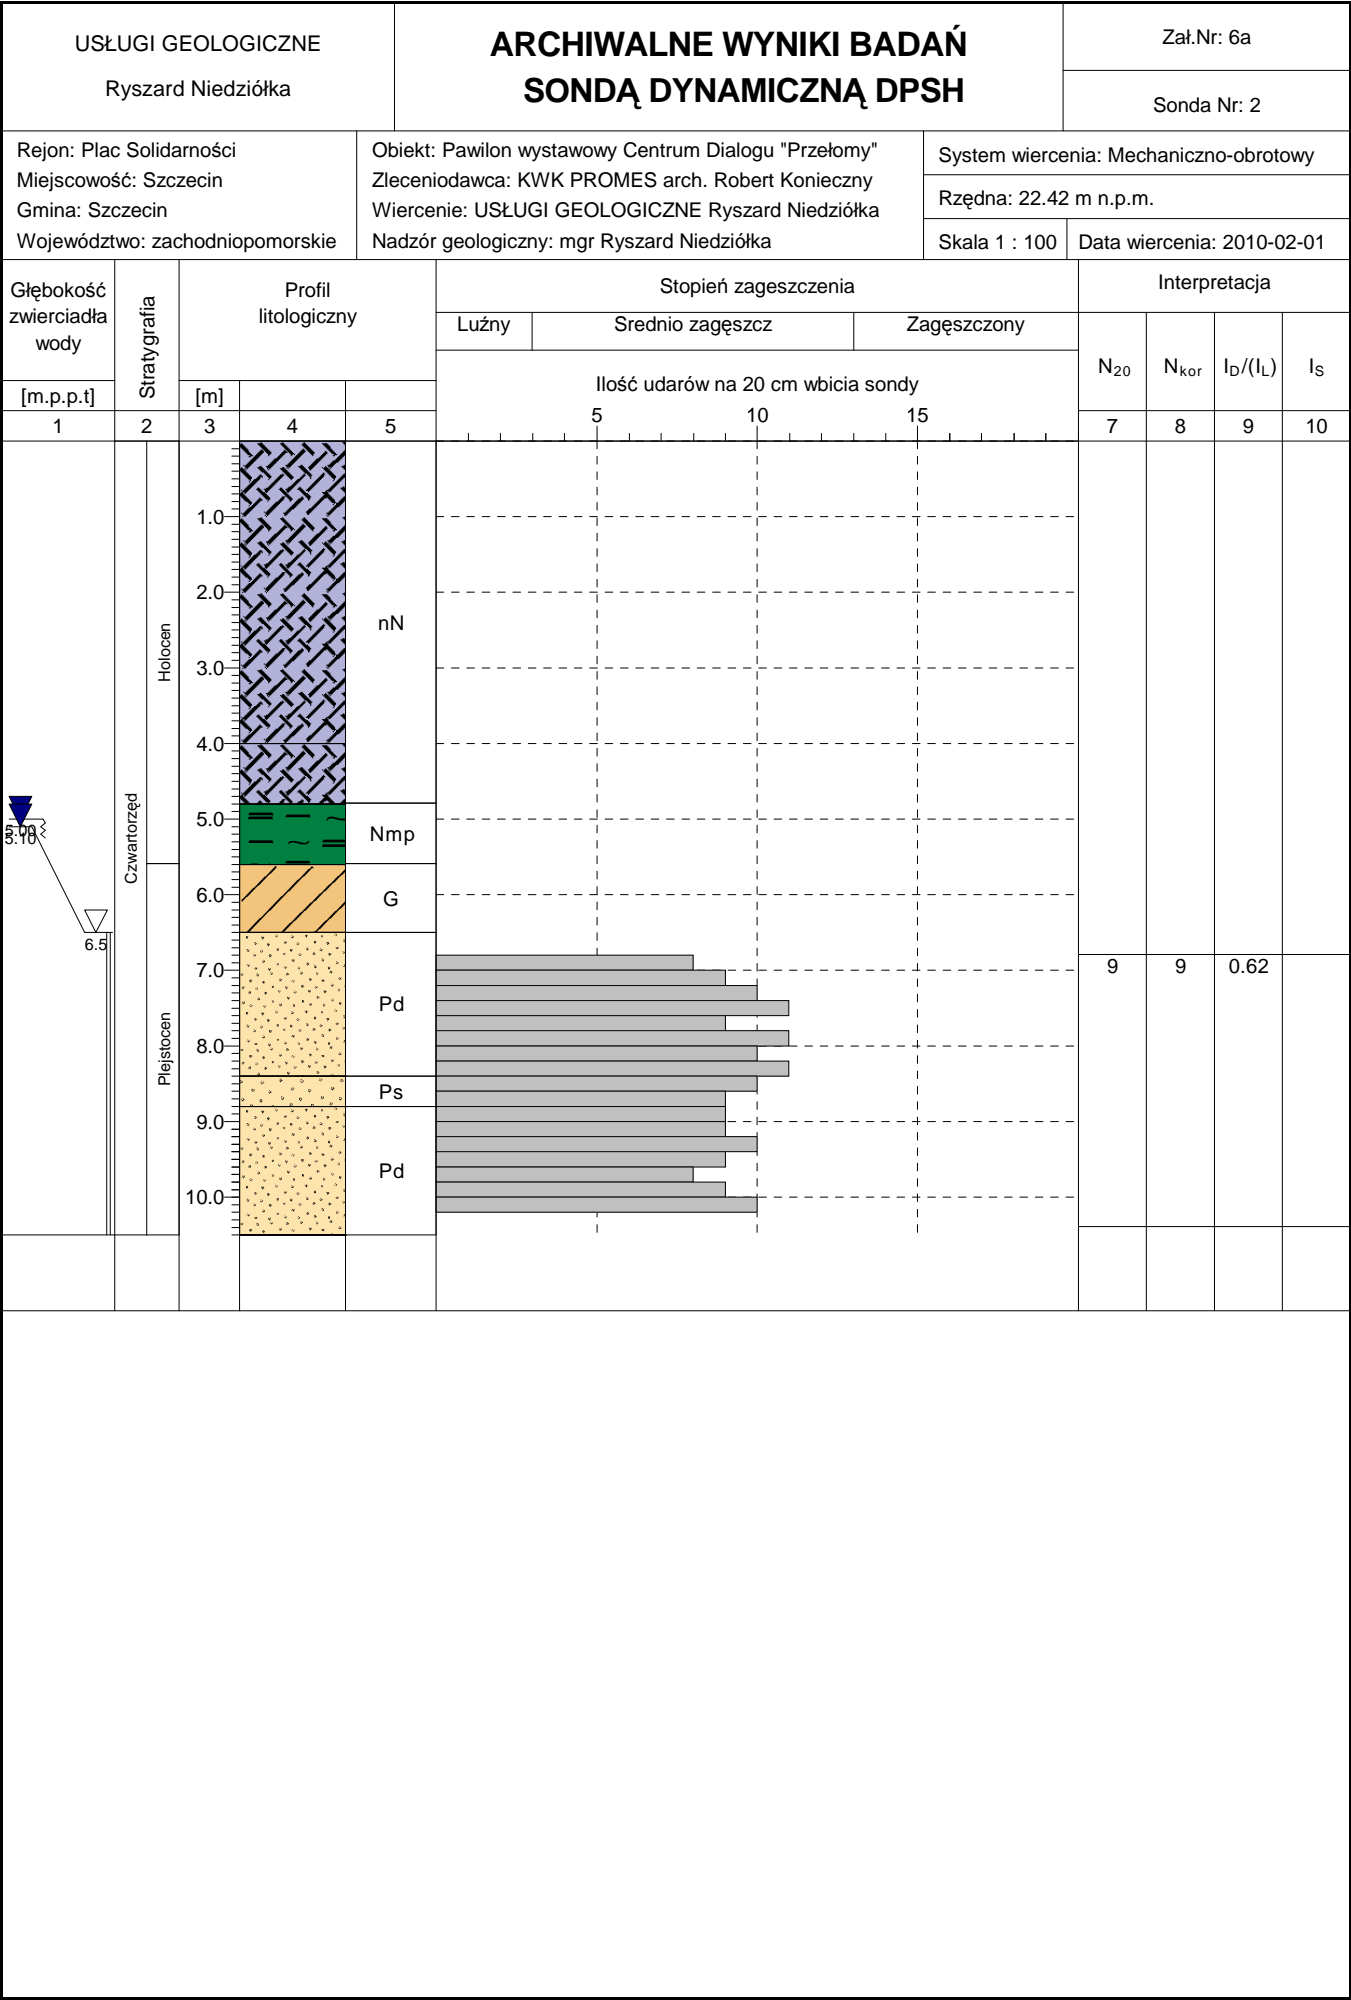 USŁUGI GEOLOGICZNE
Ryszard Niedziółka
ARCHIWALNE WYNIKI BADAŃ
SONDĄ DYNAMICZNĄ DPSH
Zał.Nr: 6a
Sonda Nr: 2
Rejon: Plac Solidarności
Miejscowość: Szczecin
Gmina: Szczecin
Województwo: zachodniopomorskie
Obiekt: Pawilon wystawowy Centrum Dialogu "Przełomy"
Zleceniodawca: KWK PROMES arch. Robert Konieczny
Wiercenie: USŁUGI GEOLOGICZNE Ryszard Niedziółka
Nadzór geologiczny: mgr Ryszard Niedziółka
System wiercenia: Mechaniczno-obrotowy
Rzędna: 22.42 m n.p.m.
Skala 1 : 100
Data wiercenia: 2010-02-01
Głębokość
zwierciadła
wody
[m.p.p.t]
Stratygrafia
Profil
litologiczny
[m]
Stopień zageszczenia
Luźny
Srednio zagęszcz
Zagęszczony
Ilość udarów na 20 cm wbicia sondy
5
10
15
Interpretacja
N20
Nkor
ID/(IL)
IS
1
2
3
4
5
7
8
9
10
1.0
2.0
3.0
4.0
5.0
6.0
7.0
8.0
9.0
10.0
Czwartorzęd
Holocen
Plejstocen
nN
Nmp
G
Pd
Ps
Pd
5.00
5.10
6.5
9
9
0.62